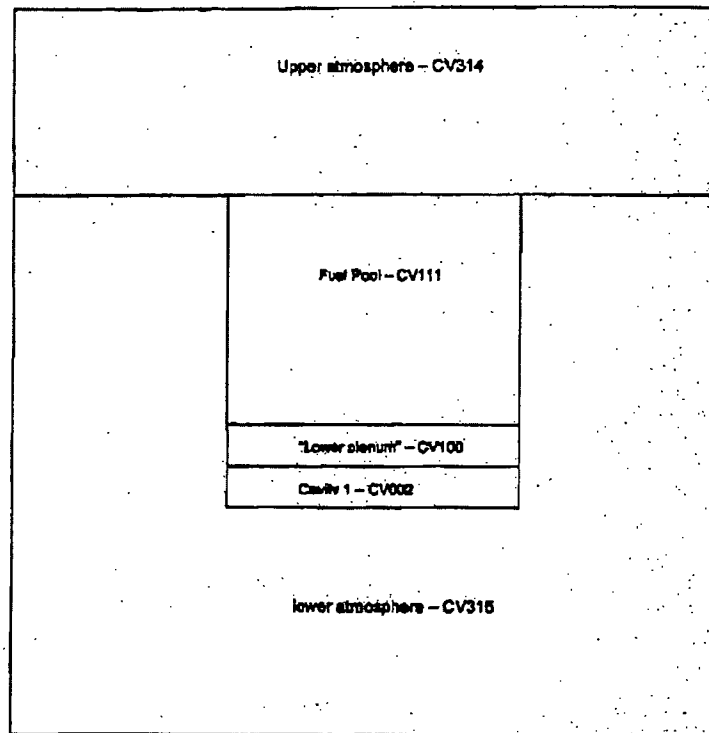 Upper atmosphere – CV314
Fuel Pool – CV111
"Lower plenum" – CV100
Cavity 1 – CV002
lower atmosphere – CV315